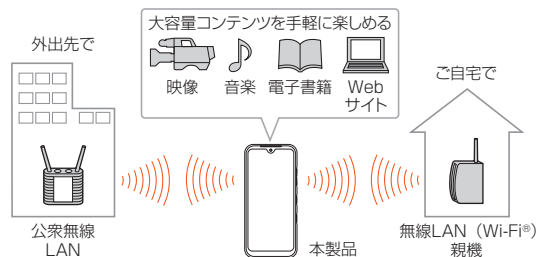 大容量コンテンツを手軽に楽しめる
外出先で
映像
音楽
電子書籍
Web
サイト
ご自宅で
公衆無線
LAN
本製品
無線LAN（Wi-Fi®）
親機